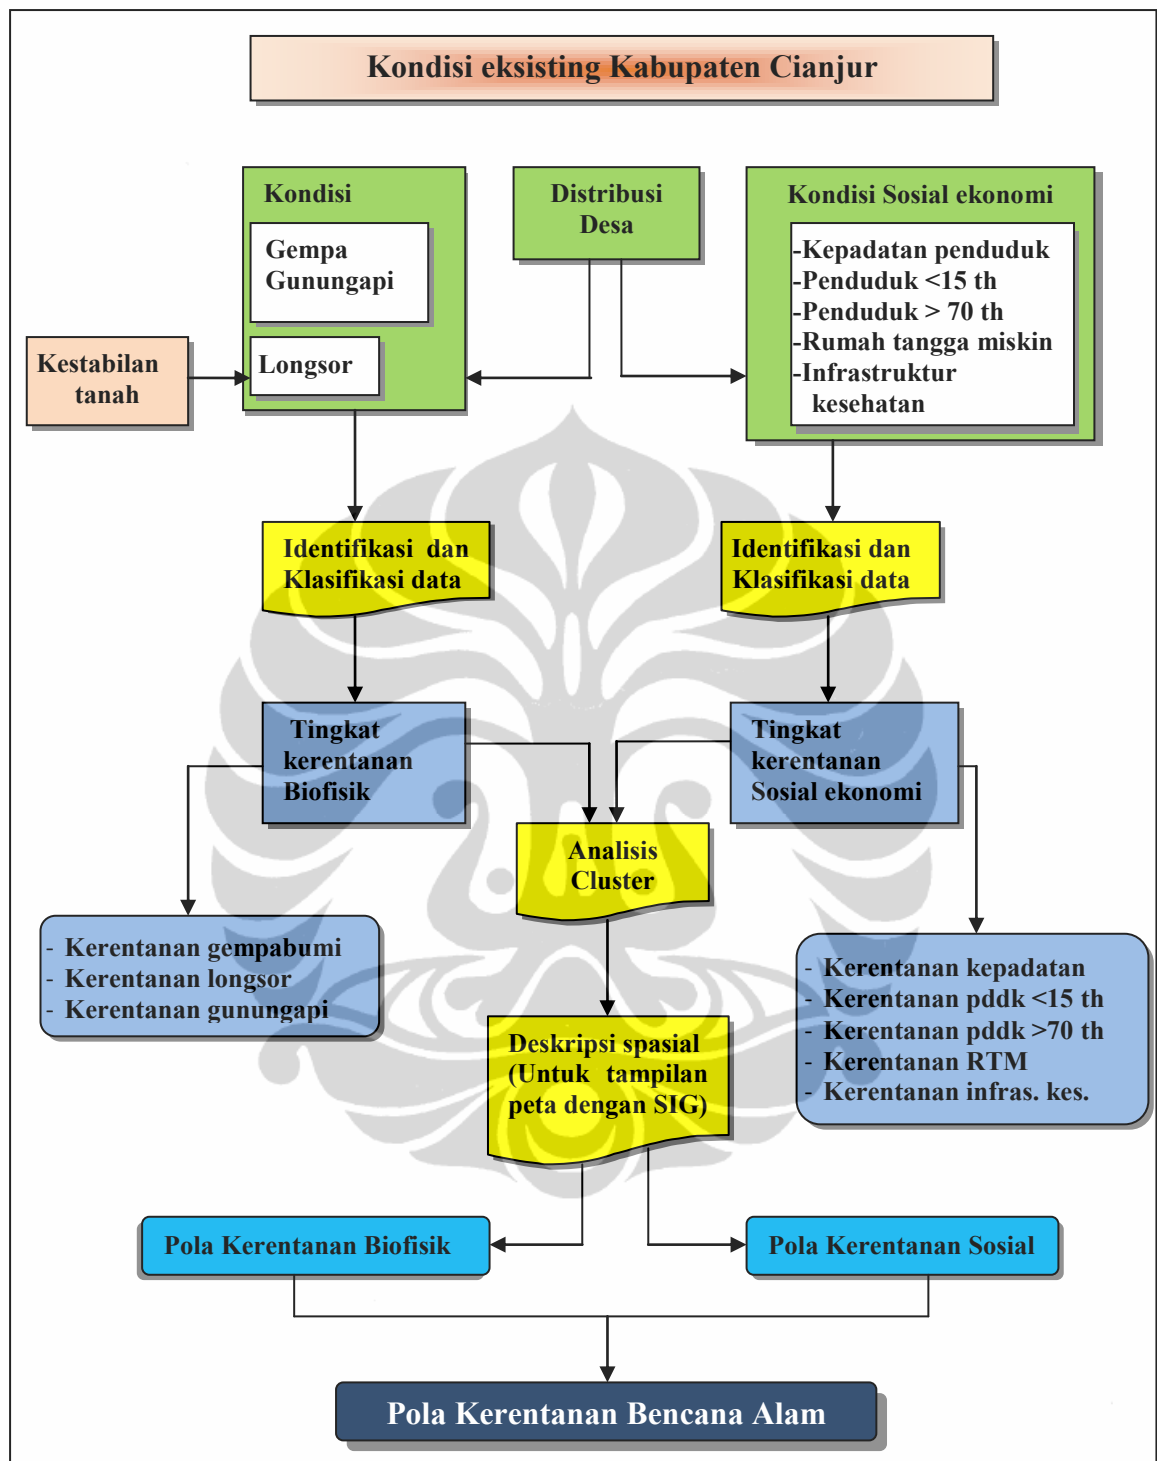 Kondisi eksisting Kabupaten Cianjur
Kondisi
Gempa
Gunungapi
Longsor
Distribusi
Desa
Kondisi Sosial ekonomi
-Kepadatan penduduk
-Penduduk <15 th
-Penduduk > 70 th
-Rumah tangga miskin
-Infrastruktur
kesehatan
Kestabilan
tanah
Identifikasi dan
Klasifikasi data
Identifikasi dan
Klasifikasi data
Tingkat
kerentanan
Biofisik
Tingkat
kerentanan
Sosial ekonomi
Analisis
Cluster
- Kerentanan gempabumi
- Kerentanan longsor
- Kerentanan gunungapi
- Kerentanan kepadatan
- Kerentanan pddk <15 th
- Kerentanan pddk >70 th
- Kerentanan RTM
- Kerentanan infras. kes.
Deskripsi spasial
(Untuk tampilan
peta dengan SIG)
Pola Kerentanan Biofisik
Pola Kerentanan Sosial
Pola Kerentanan Bencana Alam